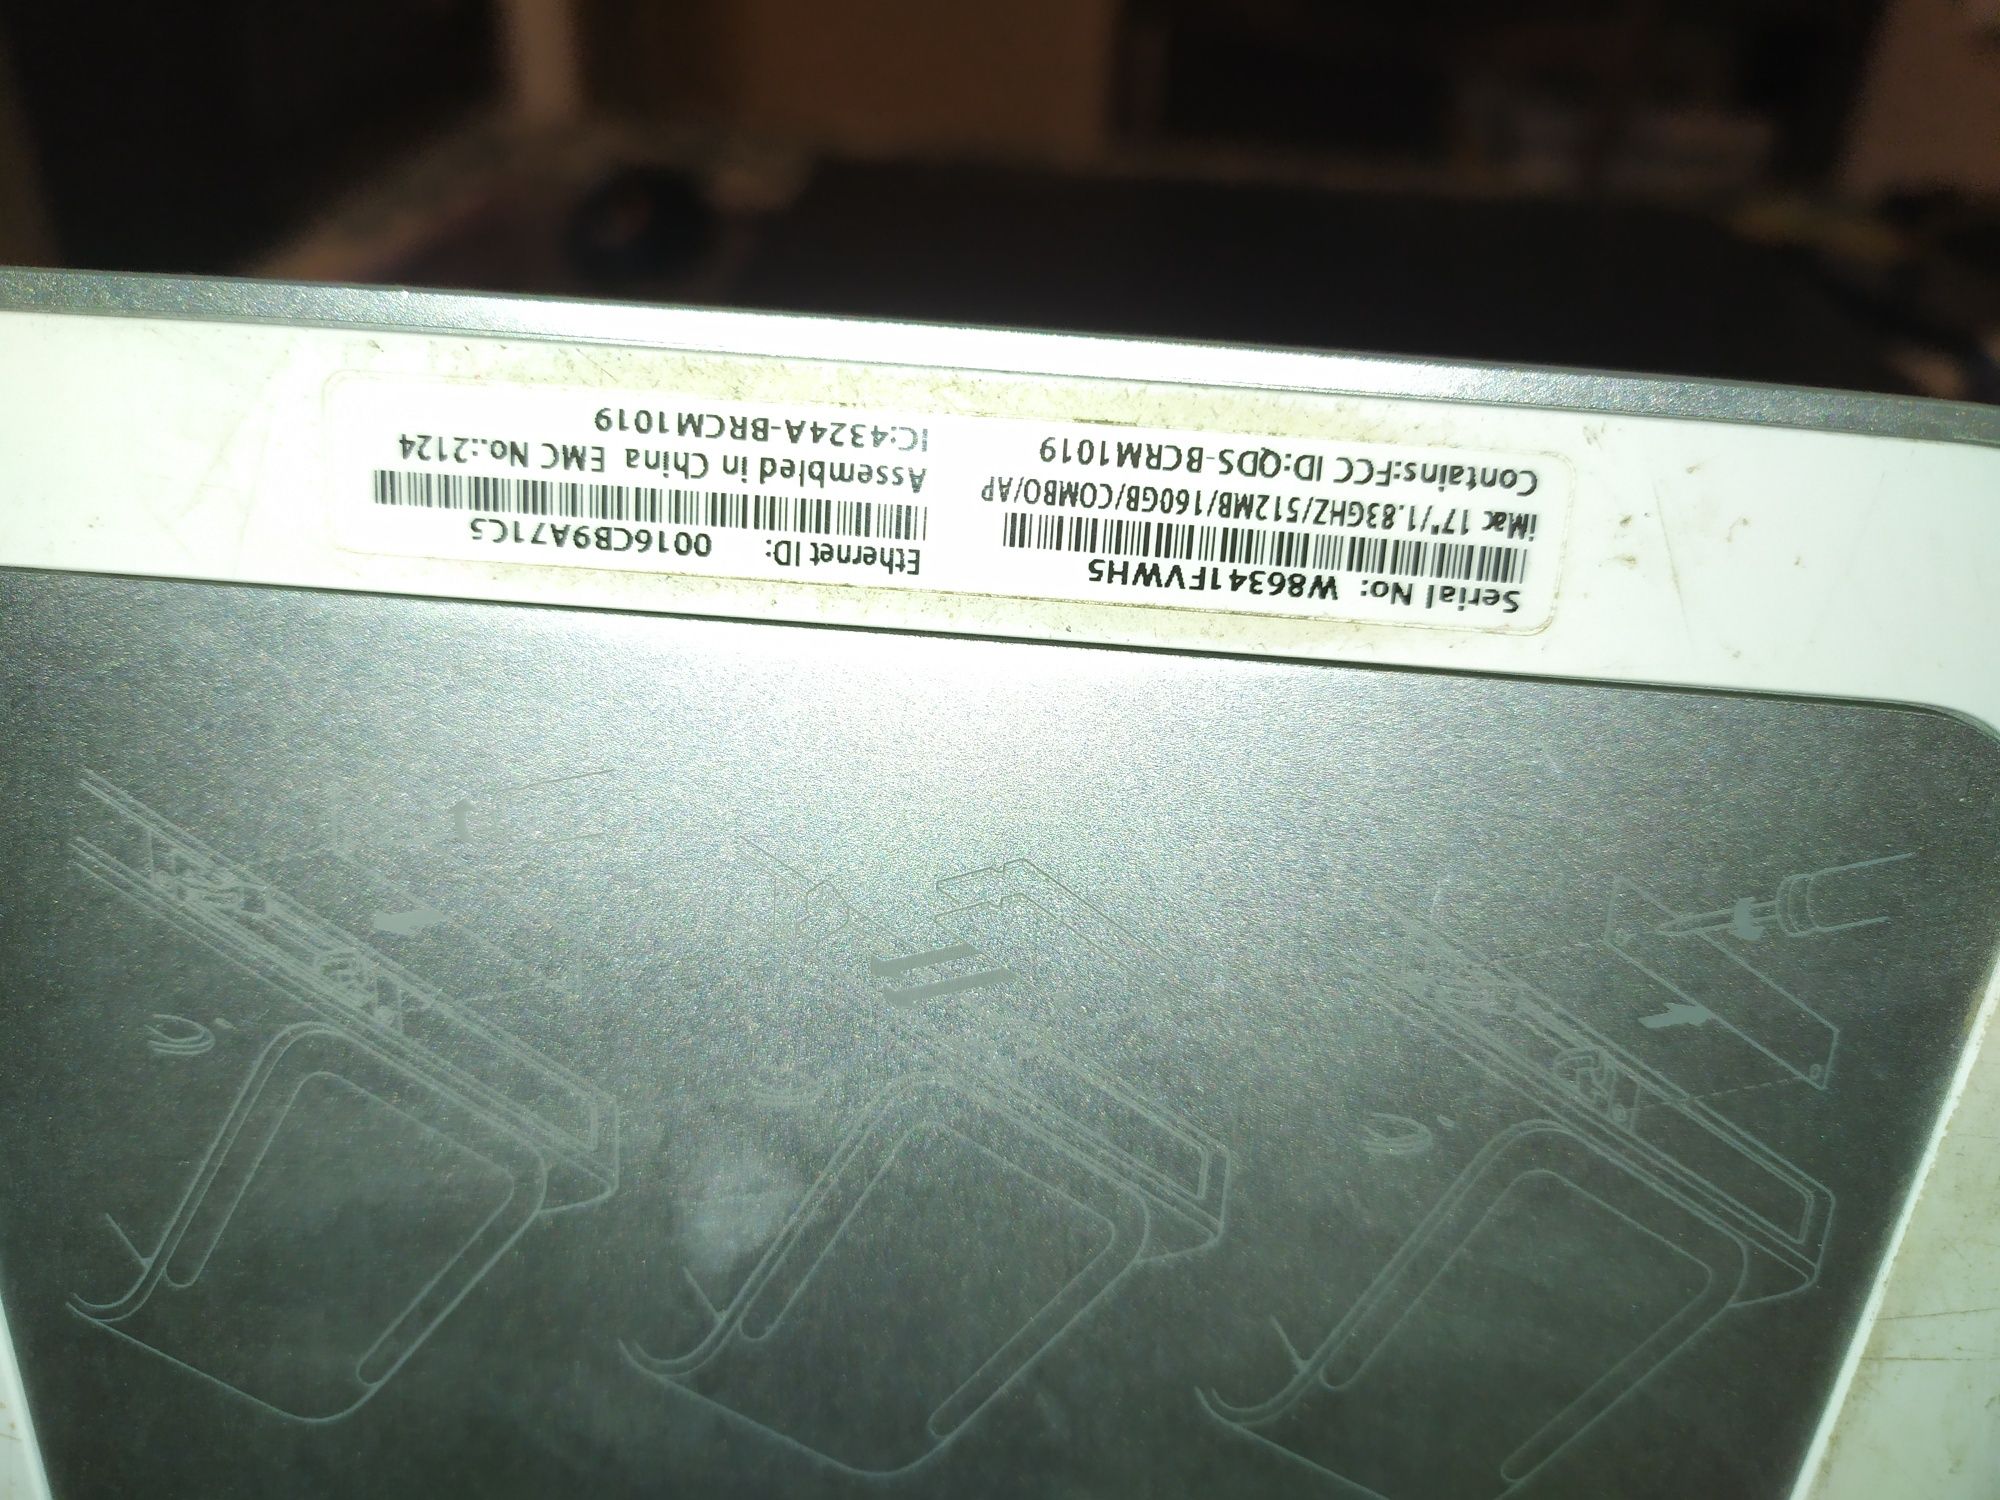 Serial No: W86341FVWH5
iMac 17"/1.83GHZ/512MB/160GB/COMBO/AP
Contains:FCC ID:QDS-BCRM1019
Ethernet ID: 0016CB9A71C5
Assembled in China EMC No.:2124
IC:4324A-BRCM1019